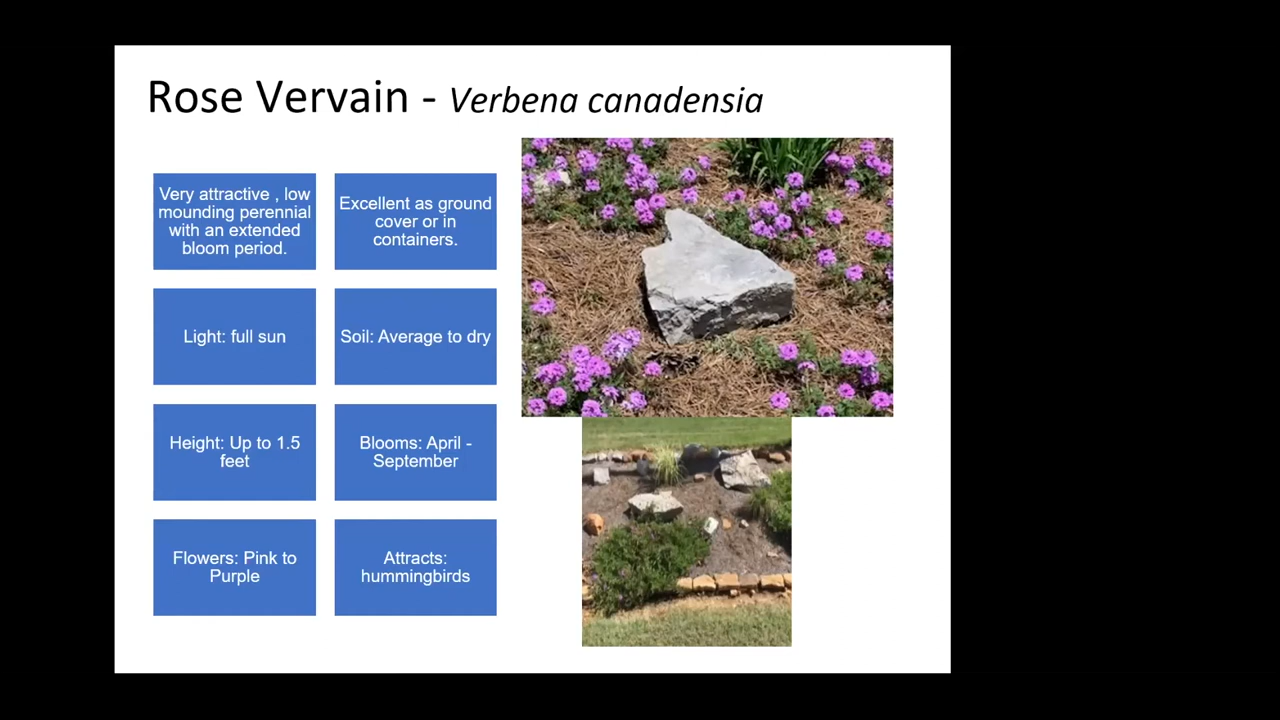 Rose Vervain - Verbena canadensia
Very attractive , low
mounding perennial
with an extended
bloom period.
Excellent as ground
cover or in
containers.
Light: full sun
Soil: Average to dry
Height: Up to 1.5
feet
Blooms: April -
September
Flowers: Pink to
Purple
Attracts:
hummingbirds